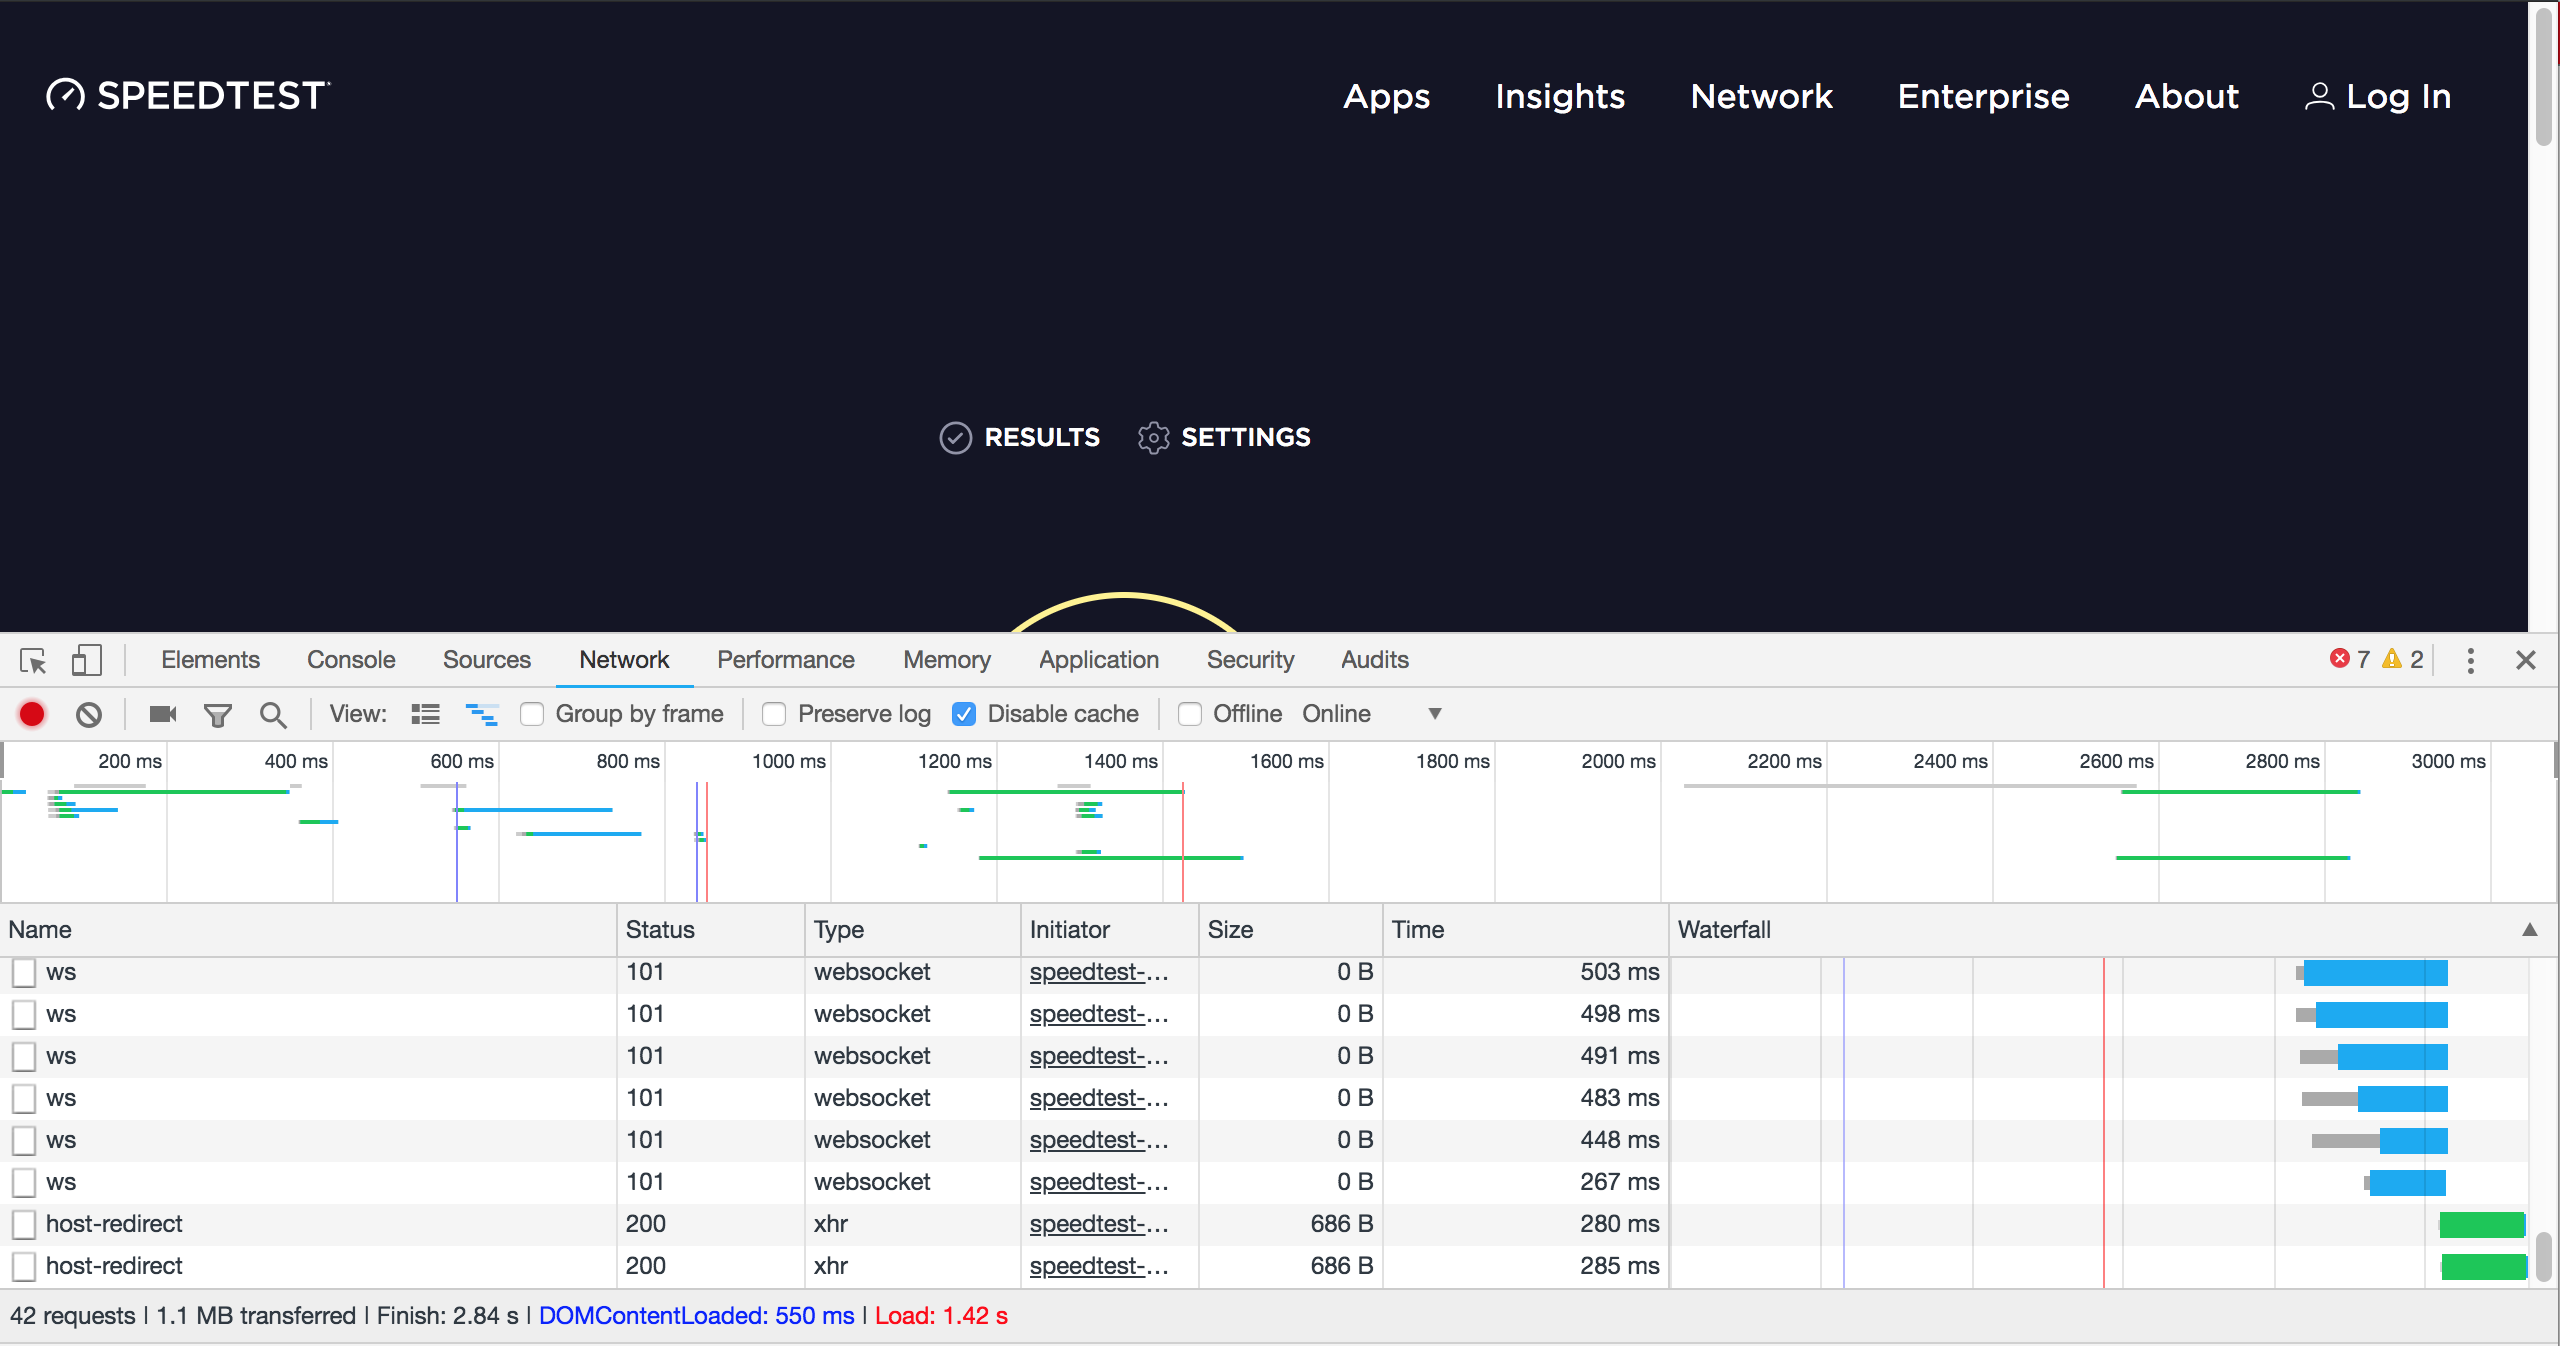 SPEEDTEST Apps Insights Network Enterprise About Log In
RESULTS SETTINGS
Elements Console Sources Network Performance Memory Application Security Audits 7 2
View: Group by frame Preserve log Disable cache Offline Online
200 ms 400 ms 600 ms 800 ms 1000 ms 1200 ms 1400 ms 1600 ms 1800 ms 2000 ms 2200 ms 2400 ms 2600 ms 2800 ms 3000 ms
Name Status Type Initiator Size Time Waterfall
ws 101 websocket speedtest-… 0 B 503 ms
ws 101 websocket speedtest-… 0 B 498 ms
ws 101 websocket speedtest-… 0 B 491 ms
ws 101 websocket speedtest-… 0 B 483 ms
ws 101 websocket speedtest-… 0 B 448 ms
ws 101 websocket speedtest-… 0 B 267 ms
host-redirect 200 xhr speedtest-… 686 B 280 ms
host-redirect 200 xhr speedtest-… 686 B 285 ms
42 requests | 1.1 MB transferred | Finish: 2.84 s | DOMContentLoaded: 550 ms | Load: 1.42 s